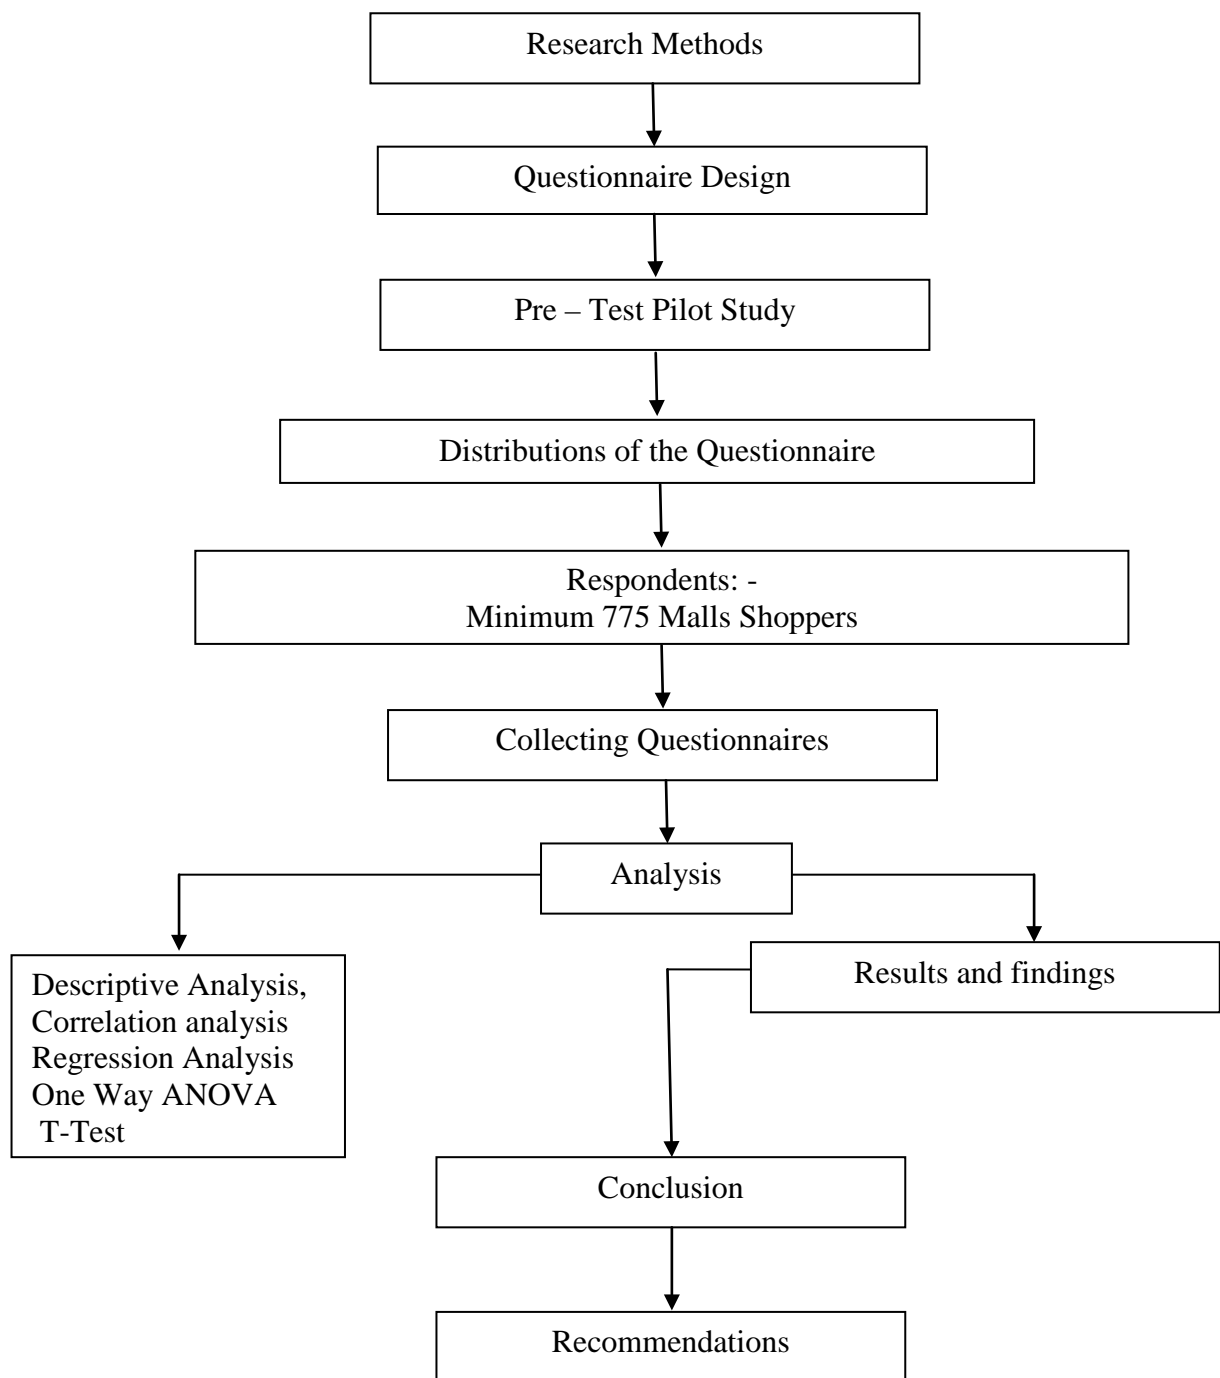 Research Methods
Questionnaire Design
Pre – Test Pilot Study
Distributions of the Questionnaire
Respondents: -
Minimum 775 Malls Shoppers
Collecting Questionnaires
Analysis
Descriptive Analysis,
Correlation analysis
Regression Analysis
One Way ANOVA
T-Test
Results and findings
Conclusion
Recommendations